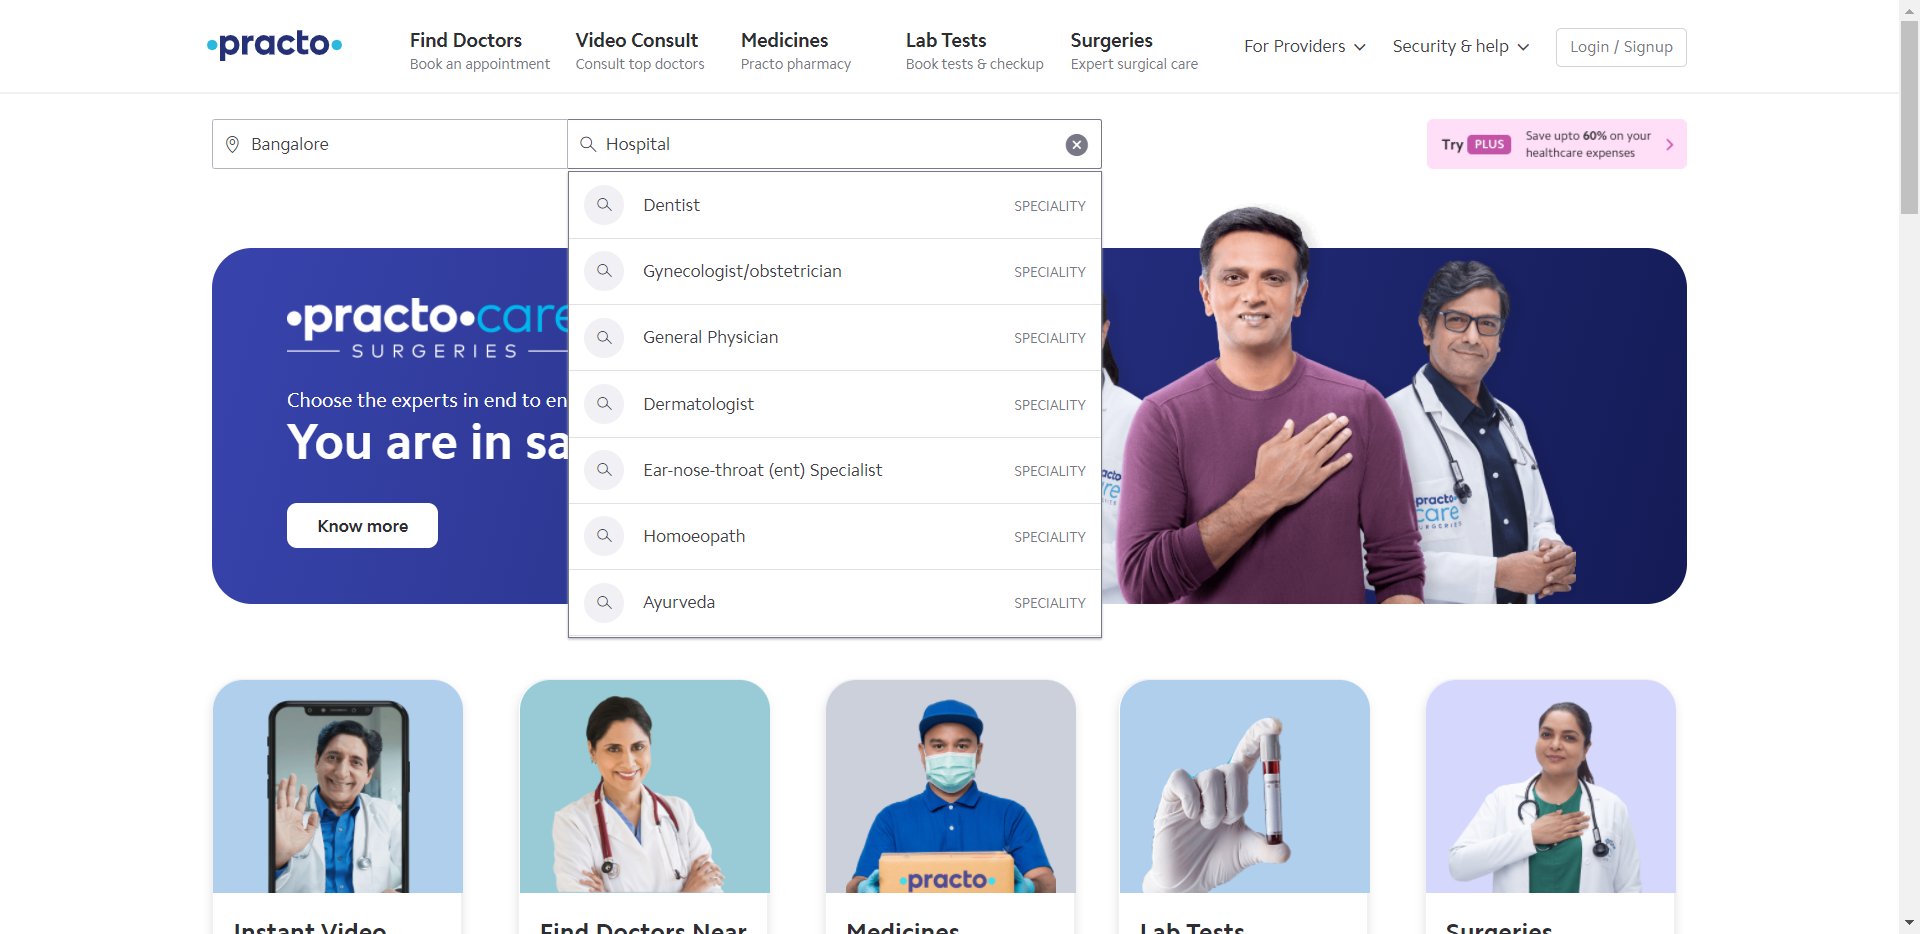 practo
Find Doctors
Book an appointment
Video Consult
Consult top doctors
Medicines
Practo pharmacy
Lab Tests
Book tests & checkup
Surgeries
Expert surgical care
For Providers
Security & help
Login / Signup
Bangalore
Hospital
Try PLUS
Save upto 60% on your
healthcare expenses
Dentist SPECIALITY
Gynecologist/obstetrician SPECIALITY
General Physician SPECIALITY
Dermatologist SPECIALITY
Ear-nose-throat (ent) Specialist SPECIALITY
Homoeopath SPECIALITY
Ayurveda SPECIALITY
practo care
SURGERIES
Choose the experts in end to en
You are in sa
Know more
practo
care
SURGERIES
practo
Instant Video
Find Doctors Near
Medicines
Lab Tests
Surgeries